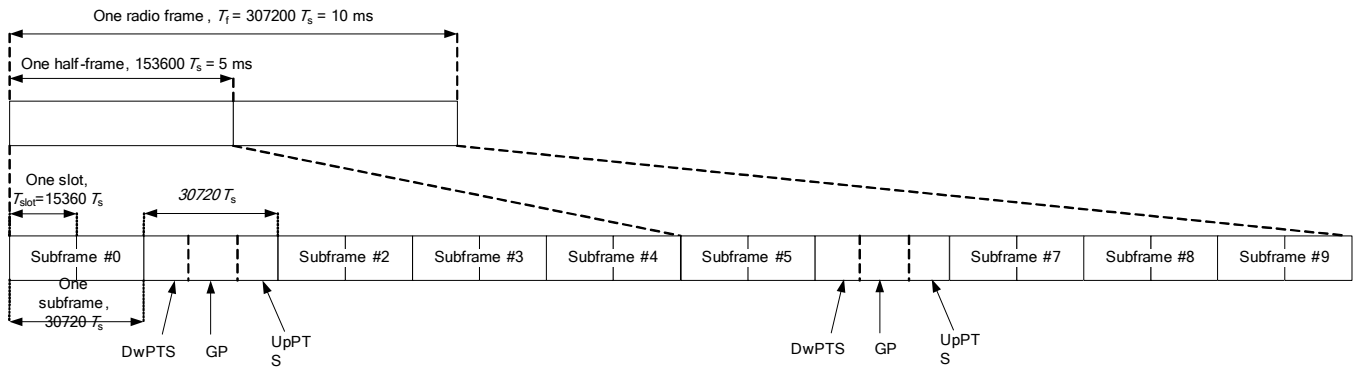 One radio frame , Tf = 307200 Ts = 10 ms
One half-frame, 153600 Ts = 5 ms
One slot,
Tslot=15360 Ts
30720 Ts
Subframe #0
Subframe #2
Subframe #3
Subframe #4
Subframe #5
Subframe #7
Subframe #8
Subframe #9
One
subframe ,
30720 Ts
DwPTS
GP
UpPT
S
DwPTS
GP
UpPT
S